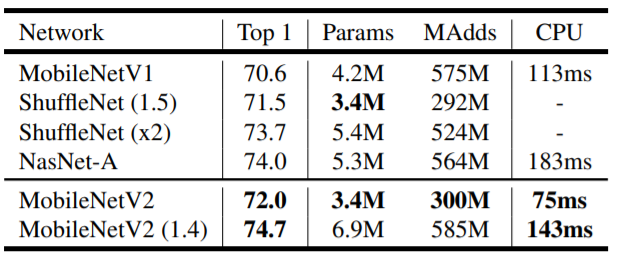 Network Top 1 Params MAdds CPU
MobileNetV1 70.6 4.2M 575M 113ms
ShuffleNet (1.5) 71.5 3.4M 292M -
ShuffleNet (x2) 73.7 5.4M 524M -
NasNet-A 74.0 5.3M 564M 183ms
MobileNetV2 72.0 3.4M 300M 75ms
MobileNetV2 (1.4) 74.7 6.9M 585M 143ms